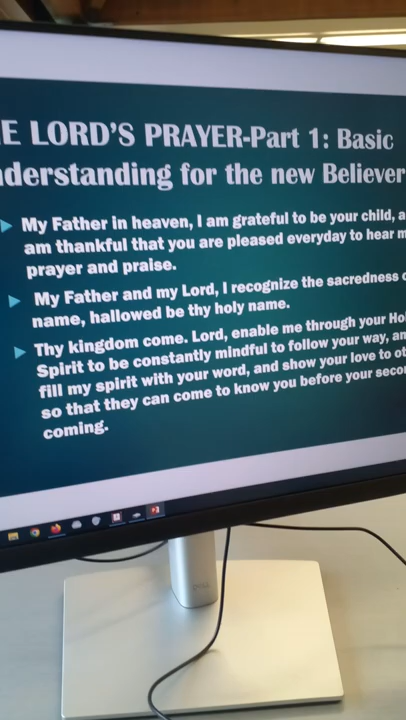 E LORD'S PRAYER-Part 1: Basic
nderstanding for the new Believer
My Father in heaven, I am grateful to be your child, a
am thankful that you are pleased everyday to hear m
prayer and praise.
My Father and my Lord, I recognize the sacredness o
name, hallowed be thy holy name.
Thy kingdom come. Lord, enable me through your Ho
Spirit to be constantly mindful to follow your way, an
fill my spirit with your word, and show your love to ot
so that they can come to know you before your seco
coming.
DELL